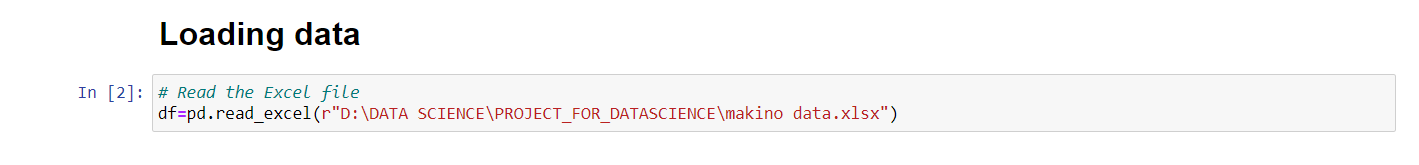 Loading data
In [2]: # Read the Excel file
df=pd.read_excel(r"D:\DATA SCIENCE\PROJECT_FOR_DATASCIENCE\makino data.xlsx")